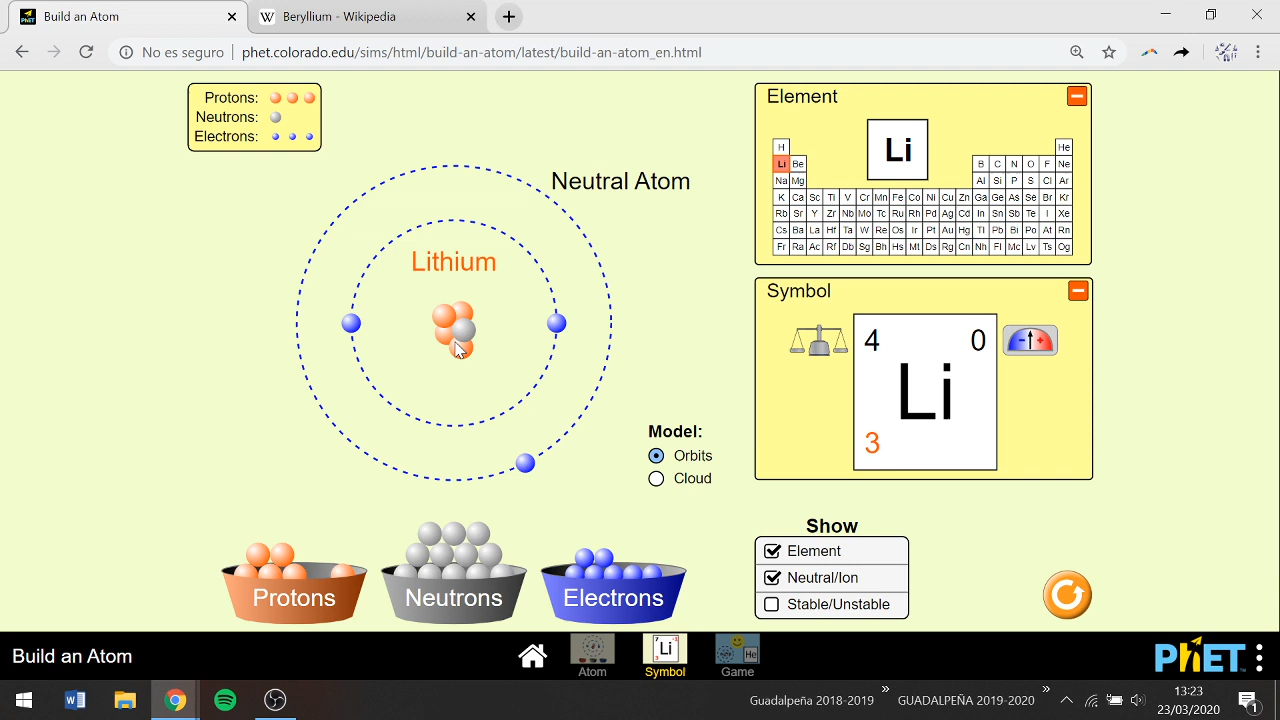 Build an Atom
Beryllium - Wikipedia
No es seguro
phet.colorado.edu/sims/html/build-an-atom/latest/build-an-atom_en.html
Protons:
Neutrons:
Electrons:
Neutral Atom
Lithium
Element
Li
H He
Li Be B C N O F Ne
Na Mg Al Si P S Cl Ar
K Ca Sc Ti V Cr Mn Fe Co Ni Cu Zn Ga Ge As Se Br Kr
Rb Sr Y Zr Nb Mo Tc Ru Rh Pd Ag Cd In Sn Sb Te I Xe
Cs Ba La Hf Ta W Re Os Ir Pt Au Hg Tl Pb Bi Po At Rn
Fr Ra Ac Rf Db Sg Bh Hs Mt Ds Rg Cn Nh Fl Mc Lv Ts Og
Symbol
4 0
Li
3
- +
Model:
Orbits
Cloud
Protons
Neutrons
Electrons
Show
Element
Neutral/Ion
Stable/Unstable
Build an Atom
Atom
Li
Symbol
He
Game
PhET
Guadalpeña 2018-2019 »
GUADALPEÑA 2019-2020 »
13:23
23/03/2020
1